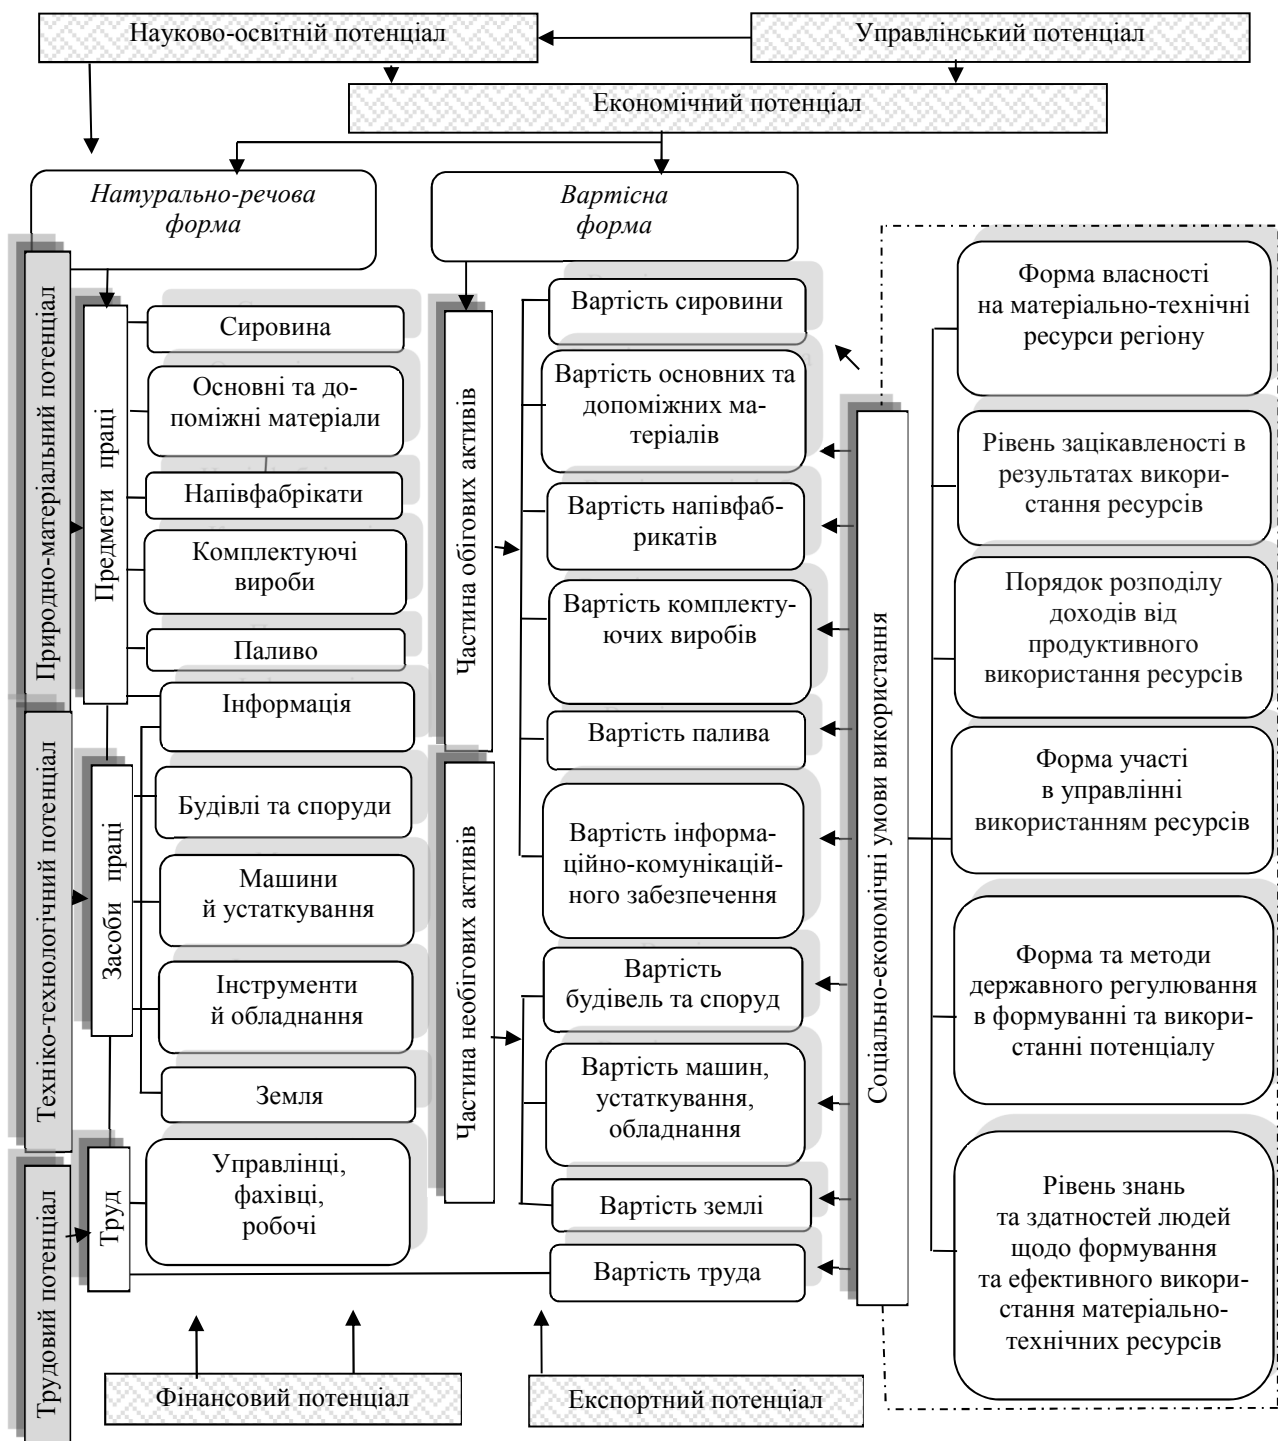 Науково-освітній потенціал
Управлінський потенціал
Економічний потенціал
Натурально-речова
форма
Вартісна
форма
Природно-матеріальний потенціал
Предмети праці
Сировина
Основні та до-
поміжні матеріали
Напівфабрікати
Комплектуючі
вироби
Паливо
Інформація
Техніко-технологічний потенціал
Засоби праці
Будівлі та споруди
Машини
й устаткування
Інструменти
й обладнання
Земля
Трудовий потенціал
Труд
Управлінці,
фахівці,
робочі
Частина обігових активів
Вартість сировини
Вартість основних та
допоміжних ма-
теріалів
Вартість напівфаб-
рикатів
Вартість комплекту-
ючих виробів
Вартість палива
Вартість інформа-
ційно-комунікацій-
ного забезпечення
Частина необігових активів
Вартість
будівель та споруд
Вартість машин,
устаткування,
обладнання
Вартість землі
Вартість труда
Соціально-економічні умови використання
Форма власності
на матеріально-технічні
ресурси регіону
Рівень зацікавленості в
результатах викори-
стання ресурсів
Порядок розподілу
доходів від
продуктивного
використання ресурсів
Форма участі
в управлінні
використанням ресурсів
Форма та методи
державного регулювання
в формуванні та викори-
станні потенціалу
Рівень знань
та здатностей людей
щодо формування
та ефективного викори-
стання матеріально-
технічних ресурсів
Фінансовий потенціал
Експортний потенціал